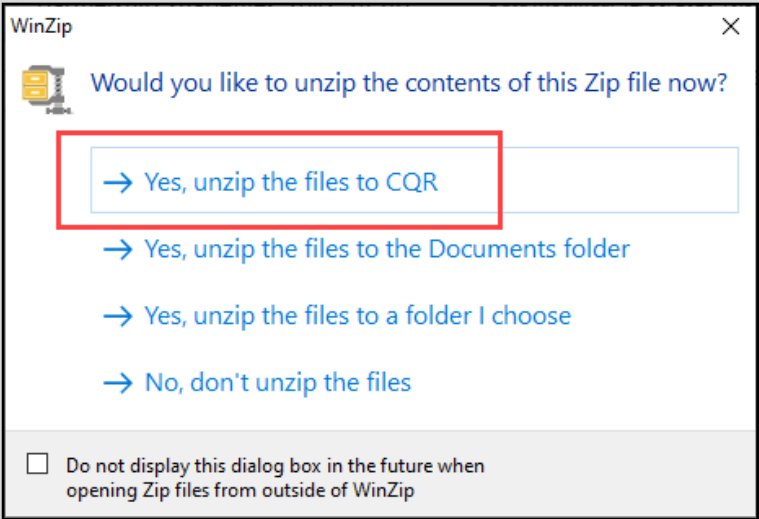 WinZip
Would you like to unzip the contents of this Zip file now?
Yes, unzip the files to CQR
Yes, unzip the files to the Documents folder
Yes, unzip the files to a folder I choose
No, don't unzip the files
Do not display this dialog box in the future when
opening Zip files from outside of WinZip